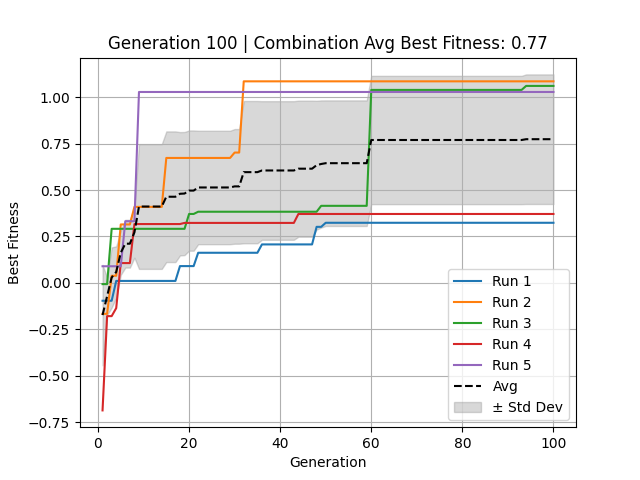 Generation 100 | Combination Avg Best Fitness: 0.77
1.00
0.75
0.50
0.25
0.00
−0.25
−0.50
−0.75
Best Fitness
0
20
40
60
80
100
Generation
Run 1
Run 2
Run 3
Run 4
Run 5
Avg
± Std Dev